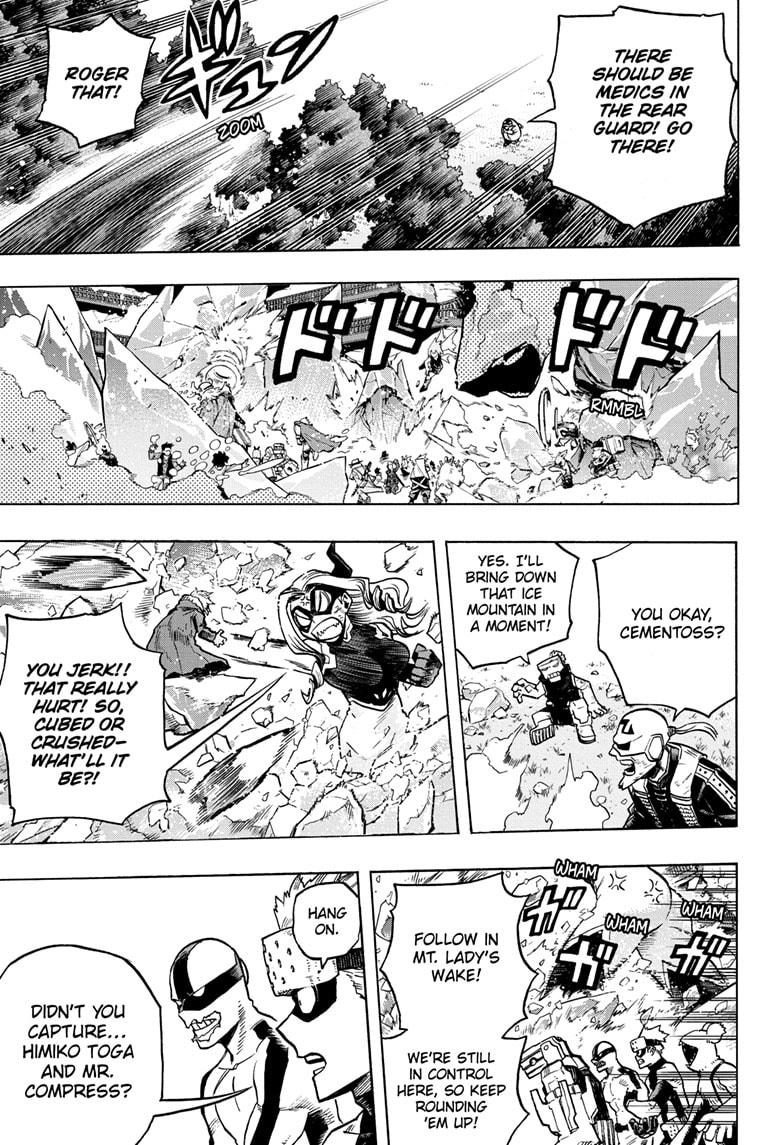 THERE
SHOULD BE
MEDICS IN
THE REAR
GUARD! GO
THERE!
ギュン
ZOOM
ROGER
THAT!
ドドドド
RMMBL
YOU OKAY,
CEMENTOSS?
YES. I'LL
BRING DOWN
THAT ICE
MOUNTAIN IN
A MOMENT!
YOU JERK!!
THAT REALLY
HURT! SO,
CUBED OR
CRUSHED-
WHAT'LL IT
BE?!
ガ
ガ
ガ
WHAM
WHAM
WHAM
FOLLOW IN
MT. LADY'S
WAKE!
WE'RE STILL
IN CONTROL
HERE, SO KEEP
ROUNDING
'EM UP!
HANG
ON.
DIDN'T YOU
CAPTURE...
HIMIKO TOGA
AND MR.
COMPRESS?